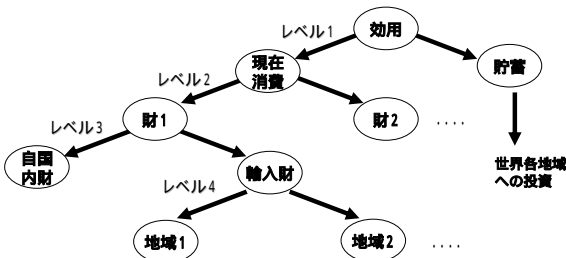 効用
レベル1
現在
消費
貯蓄
レベル2
財1
財2
....
レベル3
自国
内財
輸入財
世界各地域
への投資
レベル4
地域1
地域2
....